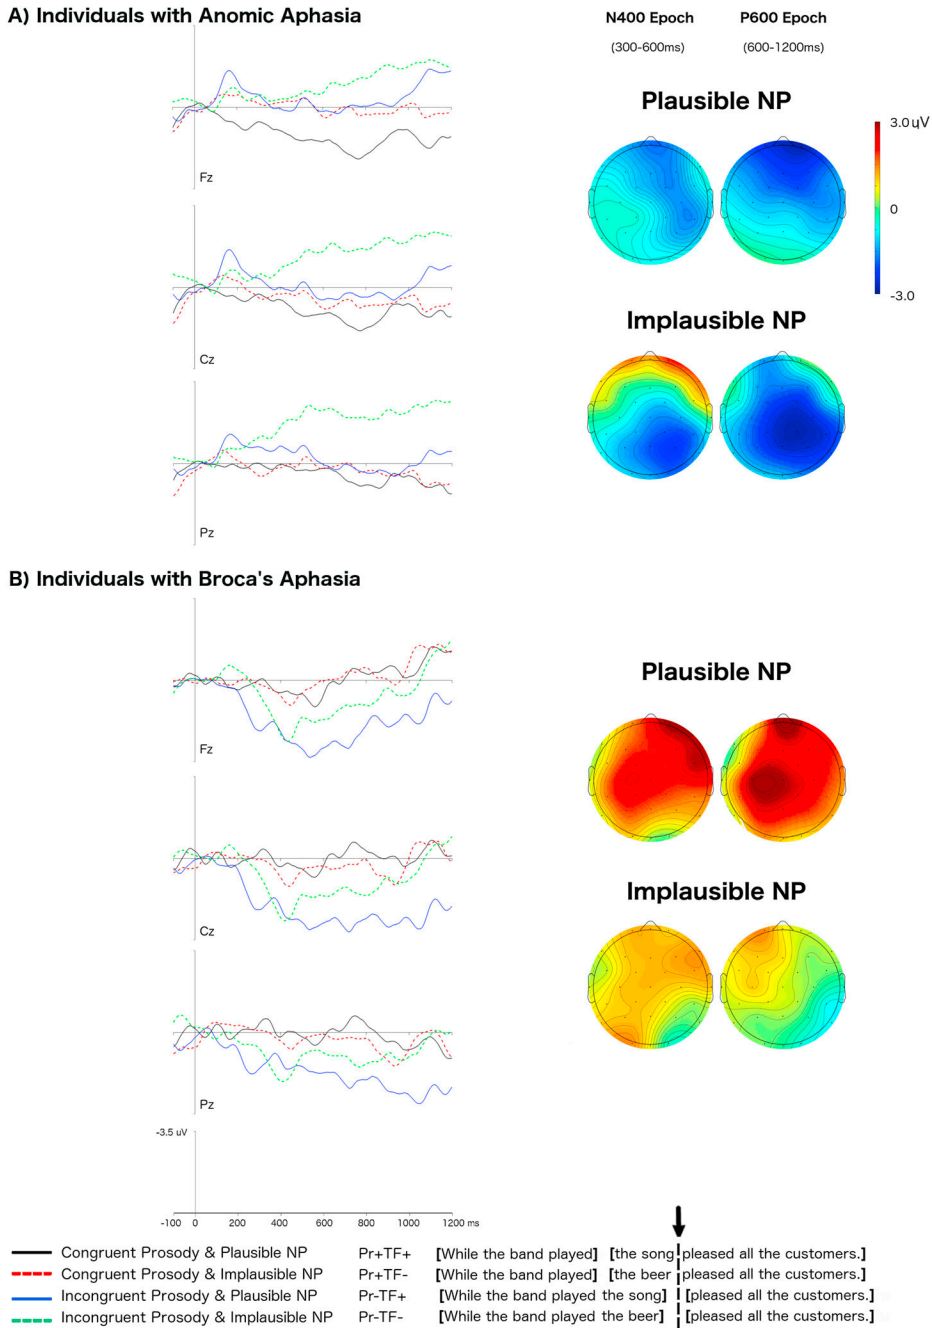 A) Individuals with Anomic Aphasia
N400 Epoch
P600 Epoch
(300-600ms)
(600-1200ms)
Plausible NP
3.0 uV
0
-3.0
Fz
Implausible NP
Cz
Pz
B) Individuals with Broca's Aphasia
Plausible NP
Fz
Implausible NP
Cz
Pz
-3.5 uV
-100 0 200 400 600 800 1000 1200 ms
Congruent Prosody & Plausible NP Pr+TF+ [While the band played] [the song pleased all the customers.]
Congruent Prosody & Implausible NP Pr+TF- [While the band played] [the beer pleased all the customers.]
Incongruent Prosody & Plausible NP Pr-TF+ [While the band played the song] [pleased all the customers.]
Incongruent Prosody & Implausible NP Pr-TF- [While the band played the beer] [pleased all the customers.]